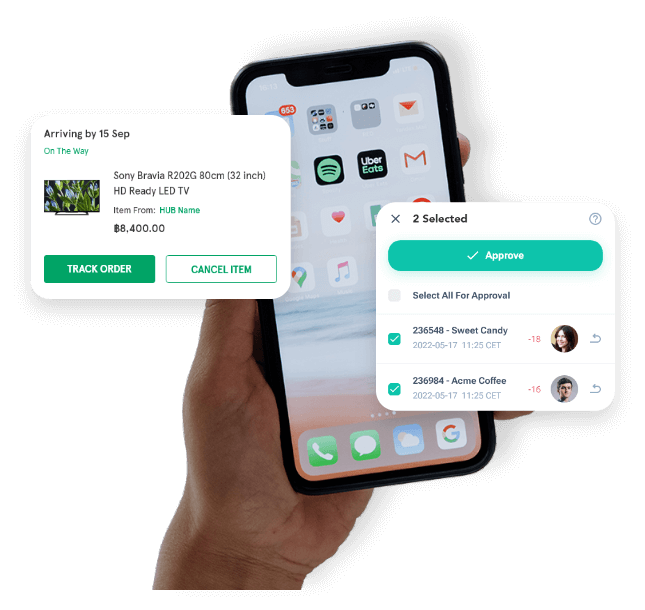 653
Arriving by 15 Sep
On The Way
Sony Bravia R202G 80cm (32 inch)
HD Ready LED TV
Item From: HUB Name
฿8,400.00
TRACK ORDER
CANCEL ITEM
Uber
Eats
2 Selected
Approve
Select All For Approval
236548 - Sweet Candy
2022-05-17 11:25 CET
-18
236984 - Acme Coffee
2022-05-17 11:25 CET
-16